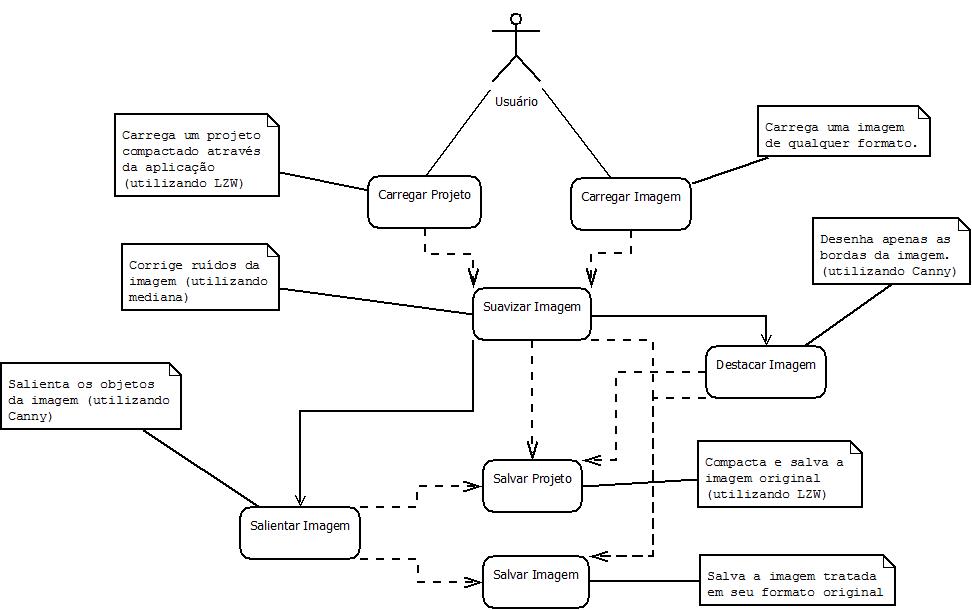 Usuário
Carrega um projeto
compactado através
da aplicação
(utilizando LZW)
Carrega uma imagem
de qualquer formato.
Carregar Projeto
Carregar Imagem
Desenha apenas as
bordas da imagem.
(utilizando Canny)
Corrige ruídos da
imagem (utilizando
mediana)
Suavizar Imagem
Destacar Imagem
Salienta os objetos
da imagem (utilizando
Canny)
Compacta e salva a
imagem original
(utilizando LZW)
Salvar Projeto
Salientar Imagem
Salvar Imagem
Salva a imagem tratada
em seu formato original